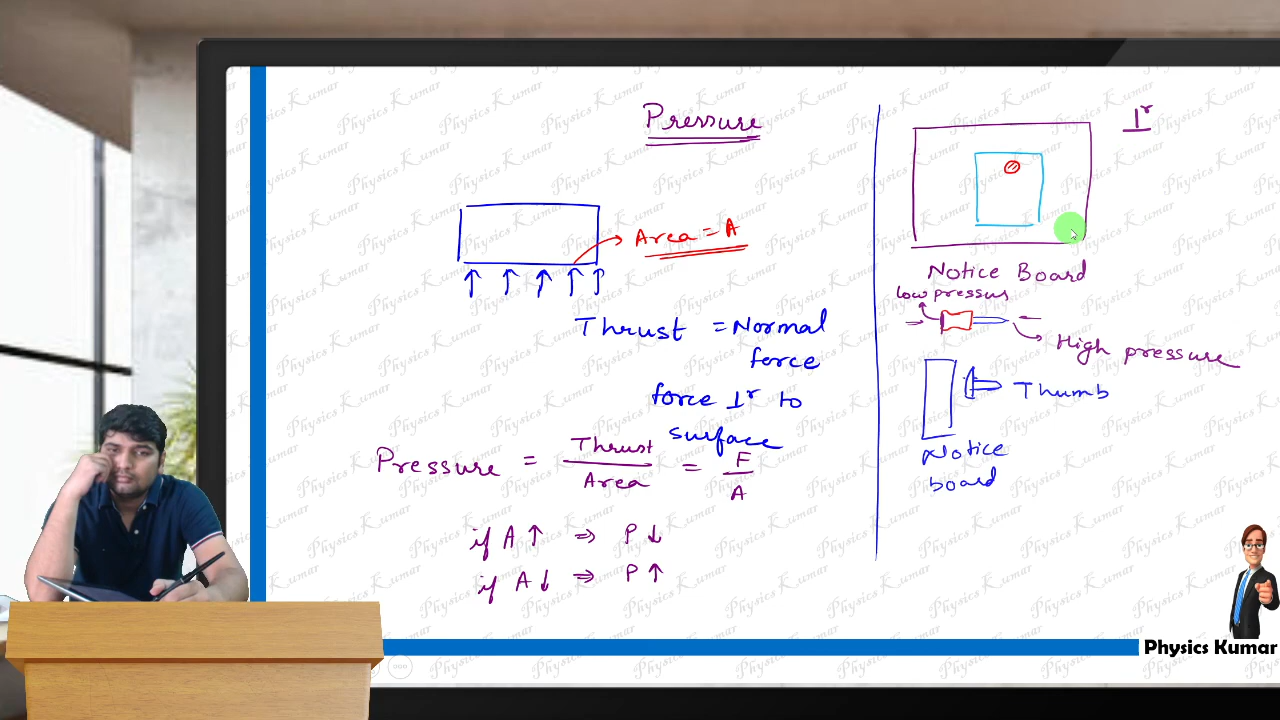 Pressure
Area = A
Thrust = Normal
force
force ⊥r to
surface
Pressure = Thrust / Area = F / A
if A ↑ ⇒ P ↓
if A ↓ ⇒ P ↑
⊥r
Notice Board
low pressure
High pressure
Thumb
Notice
board
Physics Kumar